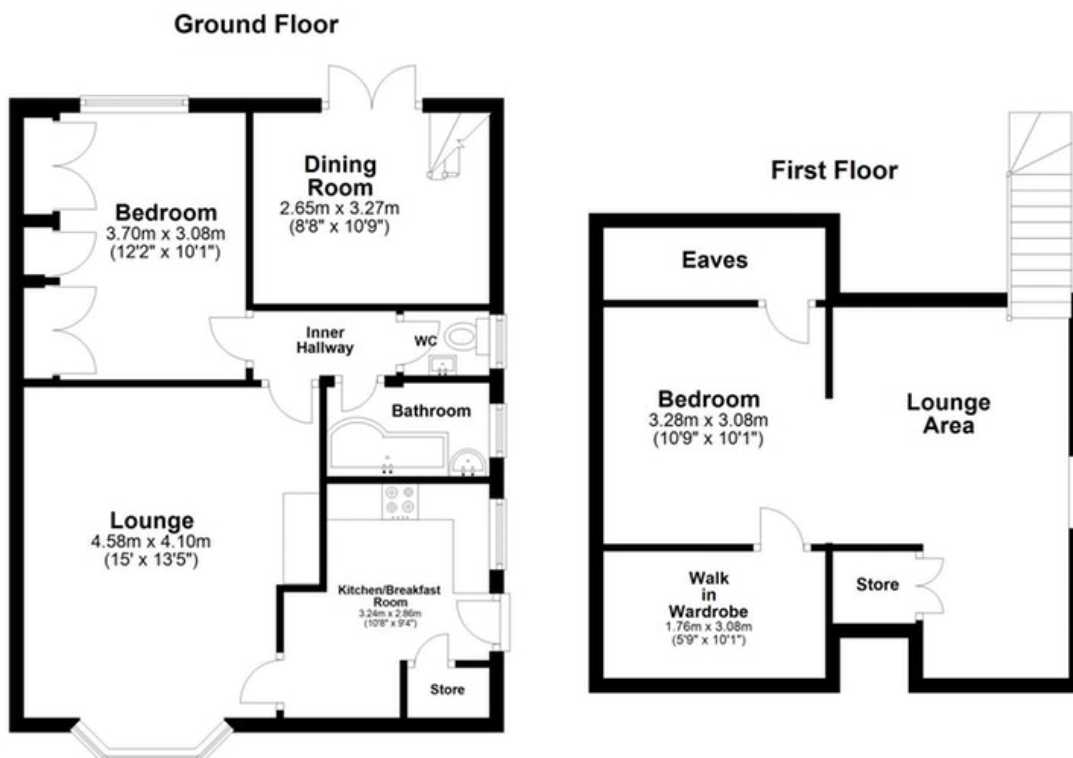 Ground Floor
Dining
Room
2.65m x 3.27m
(8'8" x 10'9")
Bedroom
3.70m x 3.08m
(12'2" x 10'1")
Inner
Hallway
WC
Bathroom
Lounge
4.58m x 4.10m
(15' x 13'5")
Kitchen/Breakfast
Room
3.24m x 2.86m
(10'8" x 9'4")
Store
First Floor
Eaves
Bedroom
3.28m x 3.08m
(10'9" x 10'1")
Lounge
Area
Walk
in
Wardrobe
1.76m x 3.08m
(5'9" x 10'1")
Store